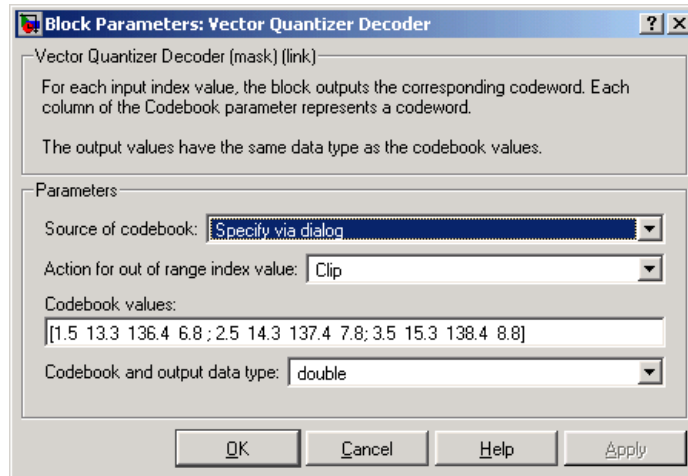 Block Parameters: Vector Quantizer Decoder
Vector Quantizer Decoder (mask) (link)
For each input index value, the block outputs the corresponding codeword. Each
column of the Codebook parameter represents a codeword.
The output values have the same data type as the codebook values.
Parameters
Source of codebook: Specify via dialog
Action for out of range index value: Clip
Codebook values:
[1.5 13.3 136.4 6.8 ; 2.5 14.3 137.4 7.8; 3.5 15.3 138.4 8.8]
Codebook and output data type: double
OK Cancel Help Apply